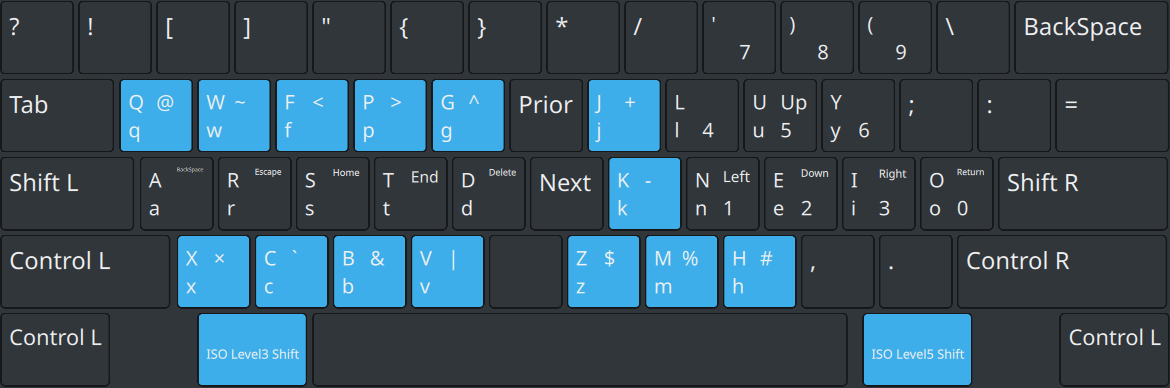 ? ! [ ] " { } * / ' ) ( \ BackSpace
7 8 9
Tab Q @ W ~ F < P > G ^ Prior J + L U Up Y ; : =
q w f p g j l 4 u 5 y 6
Shift L A BackSpace R Escape S Home T End D Delete Next K - N Left E Down I Right O Return Shift R
a r s t d k n 1 e 2 i 3 o 0
Control L X × C ` B & V | Z $ M % H # , . Control R
x c b v z m h
Control L ISO Level3 Shift ISO Level5 Shift Control L